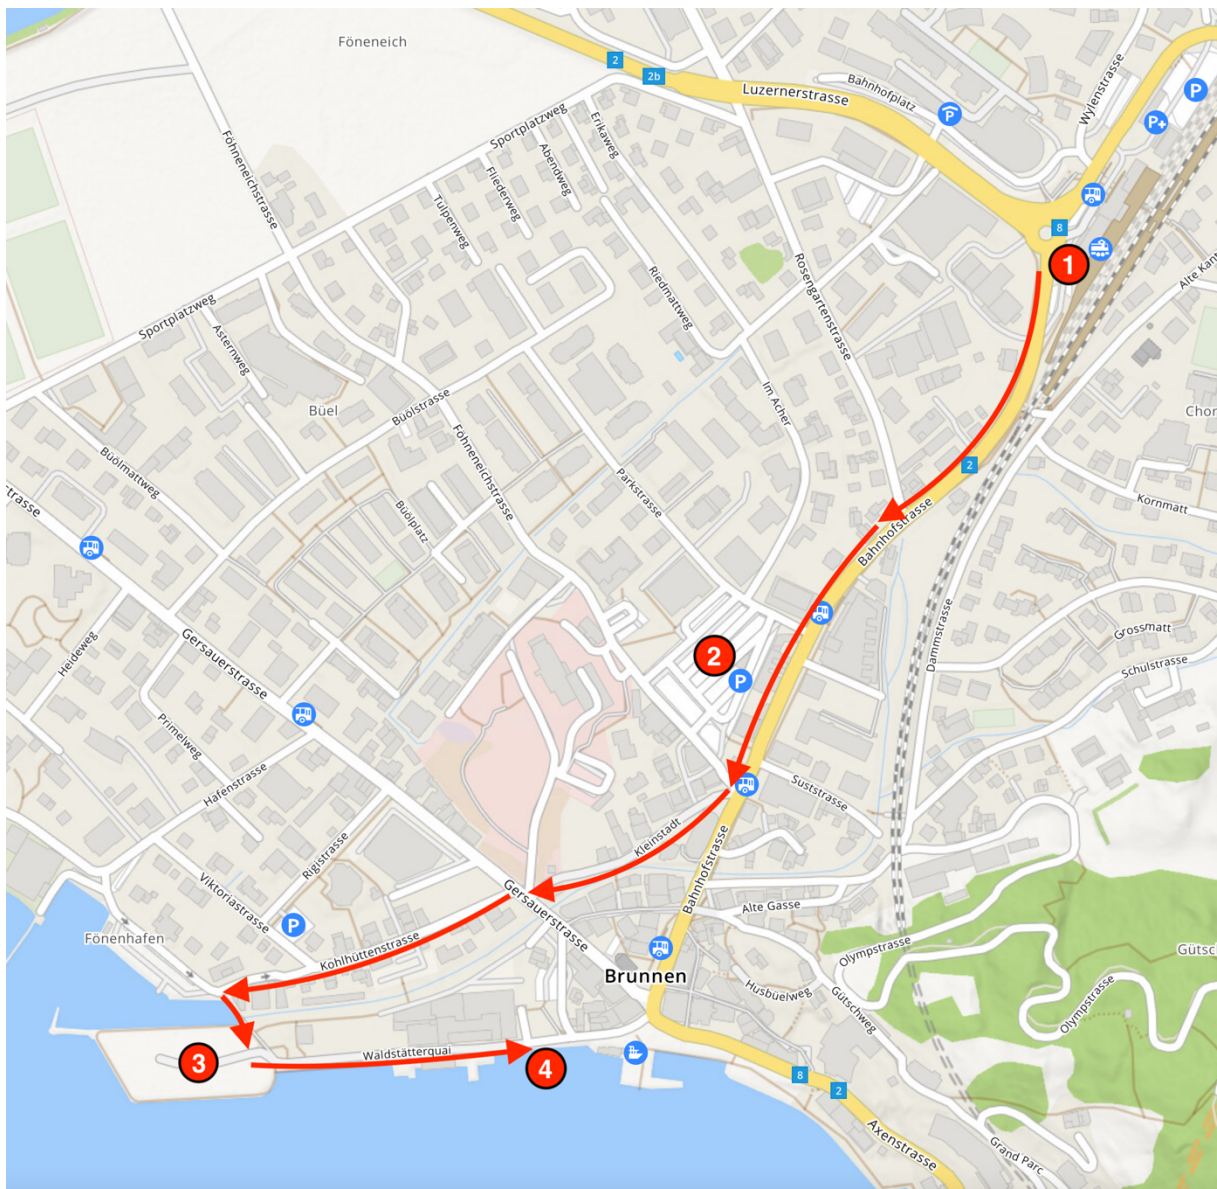 Föneneich
2
2b
Luzernerstrasse
Bahnhofplatz
P
P
P+
Wylenstrasse
Sportplatzweg
Erikaweg
Abendweg
Fliederweg
Tulpenweg
Föhneneichstrasse
8
1
Alte Kan
Rosengartenstrasse
Riedmattweg
Sportplatzweg
Asternweg
Büel
Büölstrasse
Im Acher
Chor
Föhneneichstrasse
Büölmattweg
Parkstrasse
2
Kornmatt
strasse
Büölplatz
Bahnhofstrasse
Dammstrasse
Grossmatt
Schulstrasse
Heideweg
Gersauerstrasse
2
P
Primelweg
Hafenstrasse
Suststrasse
Kleinstadt
Rigistrasse
Bahnhofstrasse
Viktoriastrasse
Gersauerstrasse
Alte Gasse
P
Fönenhafen
Kohlhüttenstrasse
Olympstrasse
Gütsc
Brunnen
Husbüelweg
Gütschweg
Olympstrasse
3
Waldstätterquai
4
8
2
Axenstrasse
Grand Parc